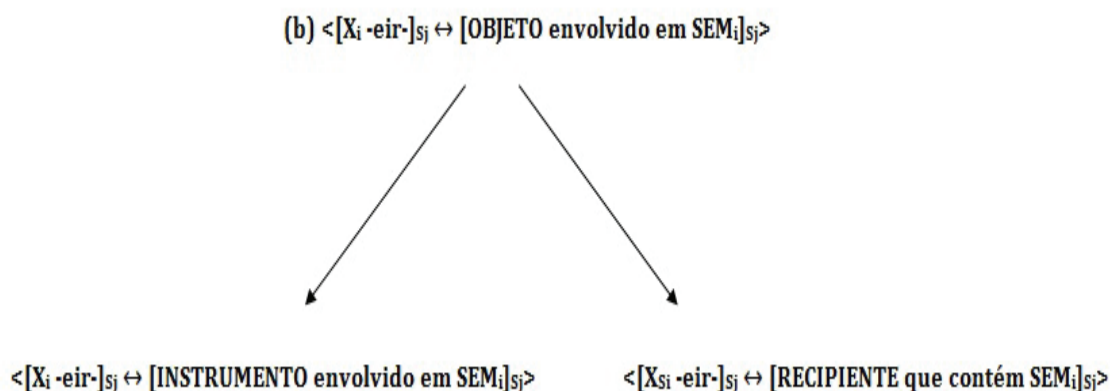 (b) <[Xᵢ -eir-]Sj ↔ [OBJETO envolvido em SEMᵢ]Sj>
<[Xᵢ -eir-]Sj ↔ [INSTRUMENTO envolvido em SEMᵢ]Sj>
<[XSi -eir-]Sj ↔ [RECIPIENTE que contém SEMᵢ]Sj>